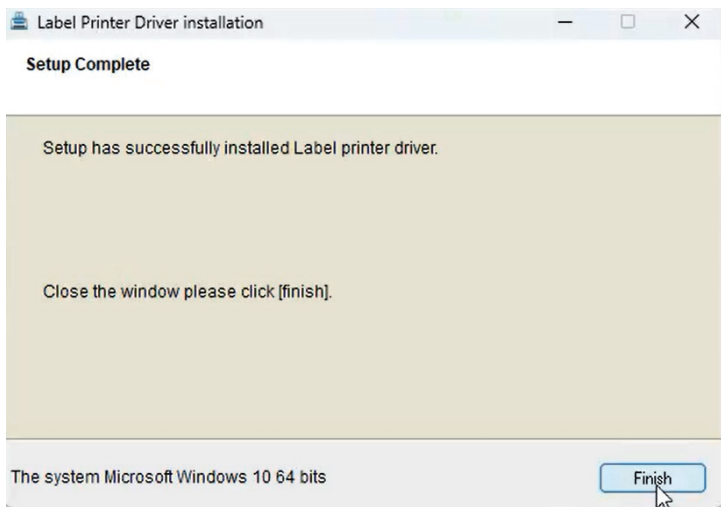 Label Printer Driver installation
Setup Complete
Setup has successfully installed Label printer driver.
Close the window please click [finish].
The system Microsoft Windows 10 64 bits
Finish